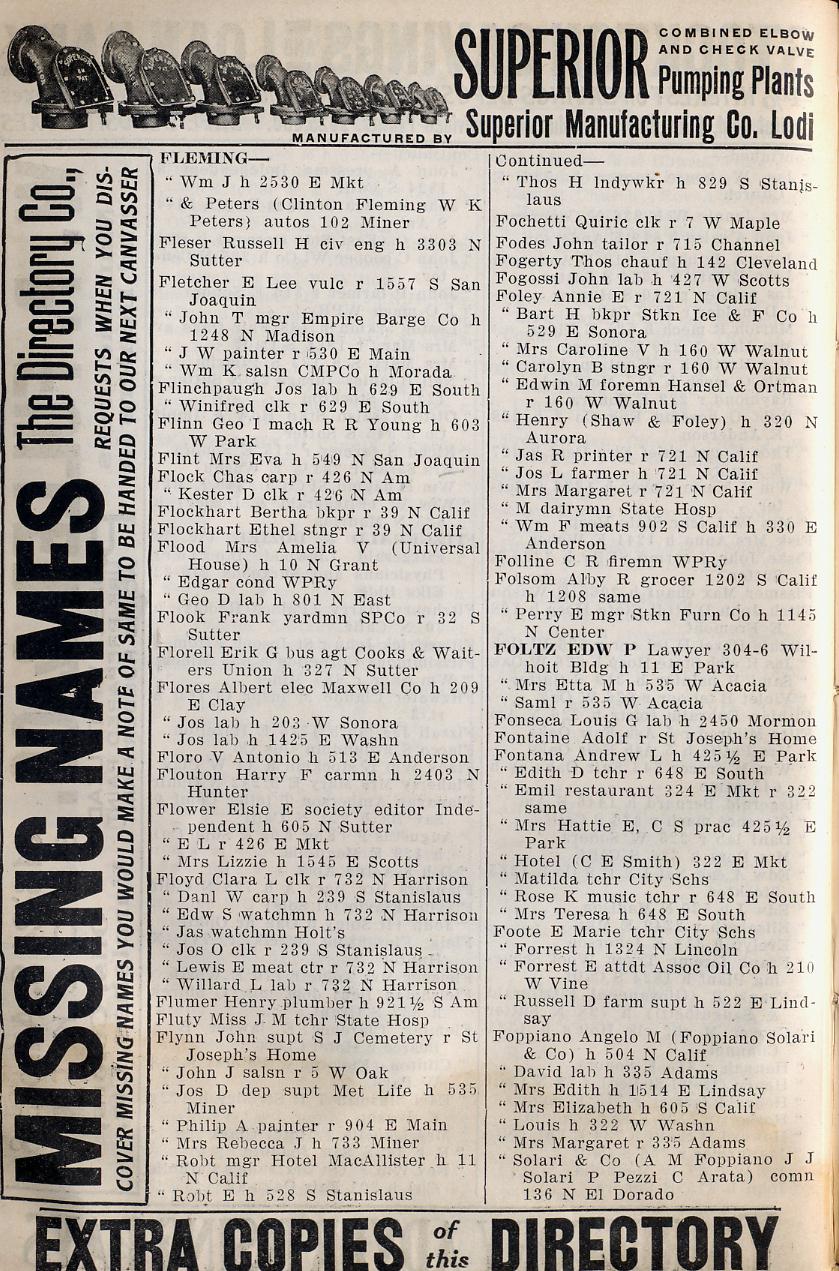 SUPERIOR COMBINED ELBOW
AND CHECK VALVE
Pumping Plants
MANUFACTURED BY Superior Manufacturing Co. Lodi
MISSING NAMES The Directory Co.,
COVER MISSING NAMES YOU WOULD MAKE A NOTE OF SAME TO BE HANDED TO OUR NEXT CANVASSER
REQUESTS WHEN YOU DIS-
FLEMING—
" Wm J h 2530 E Mkt
" & Peters (Clinton Fleming W K
Peters) autos 102 Miner
Fleser Russell H civ eng h 3303 N
Sutter
Fletcher E Lee vulc r 1557 S San
Joaquin
" John T mgr Empire Barge Co h
1248 N Madison
" J W painter r 530 E Main
" Wm K salsn CMPCo h Morada
Flinchpaugh Jos lab h 629 E South
" Winifred clk r 629 E South
Flinn Geo I mach R R Young h 603
W Park
Flint Mrs Eva h 549 N San Joaquin
Flock Chas carp r 426 N Am
" Kester D clk r 426 N Am
Flockhart Bertha bkpr r 39 N Calif
Flockhart Ethel stngr r 39 N Calif
Flood Mrs Amelia V (Universal
House) h 10 N Grant
" Edgar cond WPRy
" Geo D lab h 801 N East
Flook Frank yardmn SPCo r 32 S
Sutter
Florell Erik G bus agt Cooks & Wait-
ers Union h 327 N Sutter
Flores Albert elec Maxwell Co h 209
E Clay
" Jos lab h 203 W Sonora
" Jos lab h 1425 E Washn
Floro V Antonio h 513 E Anderson
Flouton Harry F carmn h 2403 N
Hunter
Flower Elsie E society editor Inde-
pendent h 605 N Sutter
" E L r 426 E Mkt
" Mrs Lizzie h 1545 E Scotts
Floyd Clara L clk r 732 N Harrison
" Danl W carp h 239 S Stanislaus
" Edw S watchmn h 732 N Harrison
" Jas watchmn Holt's
" Jos O clk r 239 S Stanislaus
" Lewis E meat ctr r 732 N Harrison
" Willard L lab r 732 N Harrison
Flumer Henry plumber h 921½ S Am
Fluty Miss J M tchr State Hosp
Flynn John supt S J Cemetery r St
Joseph's Home
" John J salsn r 5 W Oak
" Jos D dep supt Met Life h 535
Miner
" Philip A painter r 904 E Main
" Mrs Rebecca J h 733 Miner
" Robt mgr Hotel MacAllister h 11
N Calif
" Robt E h 528 S Stanislaus
Continued—
" Thos H lndywkr h 829 S Stanis-
laus
Fochetti Quiric clk r 7 W Maple
Fodes John tailor r 715 Channel
Fogerty Thos chauf h 142 Cleveland
Fogossi John lab h 427 W Scotts
Foley Annie E r 721 N Calif
" Bart H bkpr Stkn Ice & F Co h
529 E Sonora
" Mrs Caroline V h 160 W Walnut
" Carolyn B stngr r 160 W Walnut
" Edwin M foremn Hansel & Ortman
r 160 W Walnut
" Henry (Shaw & Foley) h 320 N
Aurora
" Jas R printer r 721 N Calif
" Jos L farmer h 721 N Calif
" Mrs Margaret r 721 N Calif
" M dairymn State Hosp
" Wm F meats 902 S Calif h 330 E
Anderson
Folline C R firemn WPRy
Folsom Alby R grocer 1202 S Calif
h 1208 same
" Perry E mgr Stkn Furn Co h 1145
N Center
FOLTZ EDW P Lawyer 304-6 Wil-
hoit Bldg h 11 E Park
" Mrs Etta M h 535 W Acacia
" Saml r 535 W Acacia
Fonseca Louis G lab h 2450 Mormon
Fontaine Adolf r St Joseph's Home
Fontana Andrew L h 425½ E Park
" Edith D tchr r 648 E South
" Emil restaurant 324 E Mkt r 322
same
" Mrs Hattie E, C S prac 425½ E
Park
" Hotel (C E Smith) 322 E Mkt
" Matilda tchr City Schs
" Rose K music tchr r 648 E South
" Mrs Teresa h 648 E South
Foote E Marie tchr City Schs
" Forrest h 1324 N Lincoln
" Forrest E attdt Assoc Oil Co h 210
W Vine
" Russell D farm supt h 522 E Lind-
say
Foppiano Angelo M (Foppiano Solari
& Co) h 504 N Calif
" David lab h 335 Adams
" Mrs Edith h 1514 E Lindsay
" Mrs Elizabeth h 605 S Calif
" Louis h 322 W Washn
" Mrs Margaret r 335 Adams
" Solari & Co (A M Foppiano J J
Solari P Pezzi C Arata) comn
136 N El Dorado
EXTRA COPIES of this DIRECTORY